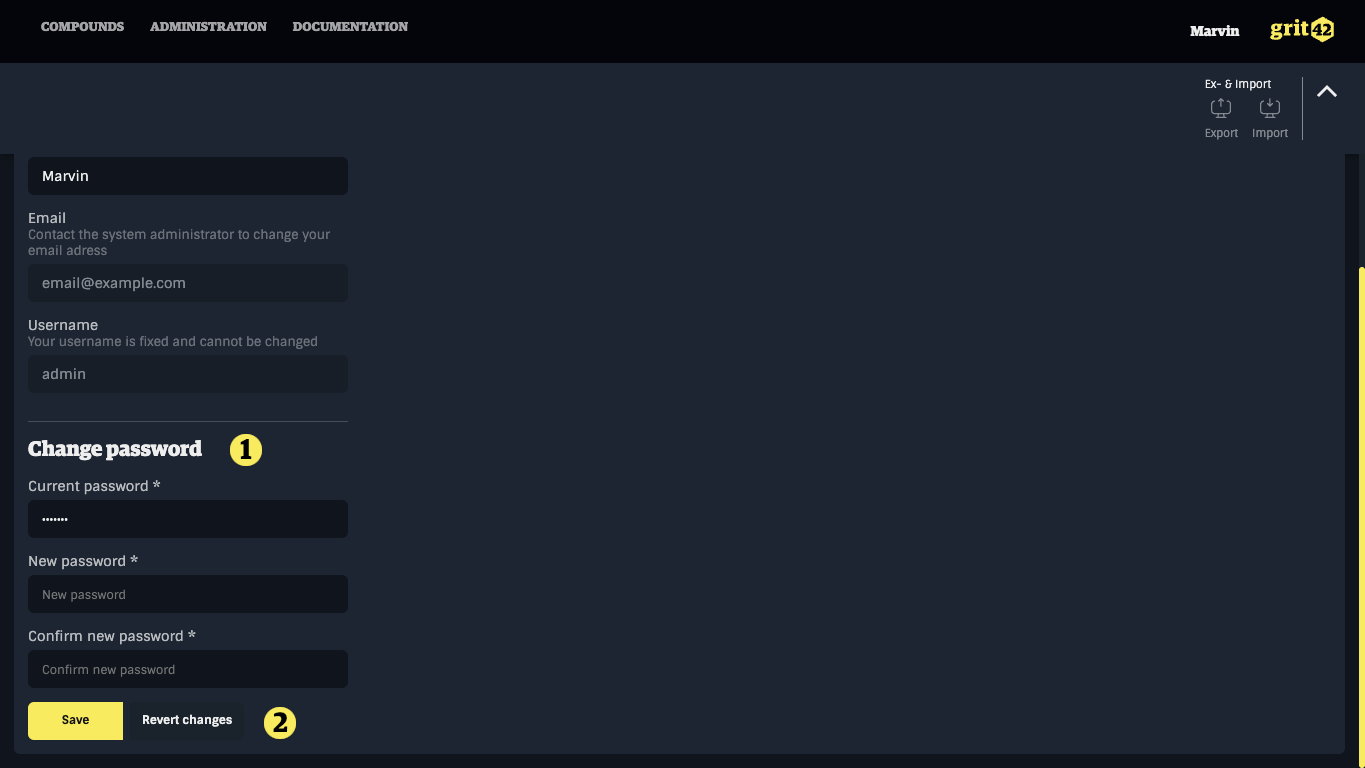 COMPOUNDS ADMINISTRATION DOCUMENTATION
Marvin grit42
Ex- & Import
Export Import
Marvin
Email
Contact the system administrator to change your
email adress
email@example.com
Username
Your username is fixed and cannot be changed
admin
Change password 1
Current password *
•••••••
New password *
New password
Confirm new password *
Confirm new password
Save Revert changes 2